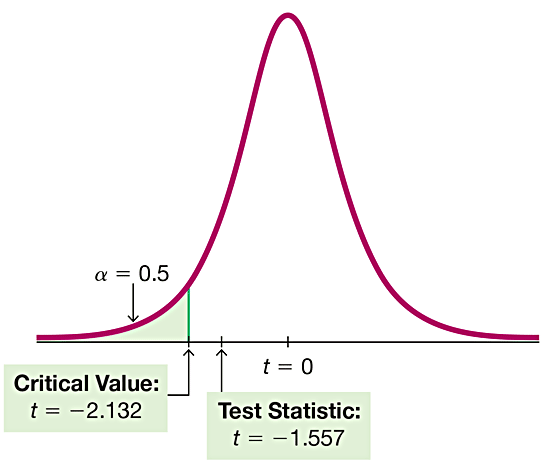 α = 0.5
t = 0
Critical Value:
t = −2.132
Test Statistic:
t = −1.557